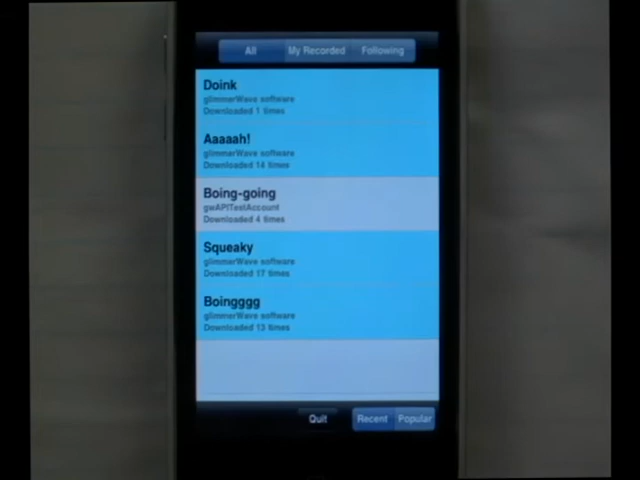 All My Recorded Following
Doink
glimmerWave software
Downloaded 1 times
Aaaaah!
glimmerWave software
Downloaded 14 times
Boing-going
gwAPITestAccount
Downloaded 4 times
Squeaky
glimmerWave software
Downloaded 17 times
Boingggg
glimmerWave software
Downloaded 13 times
Quit Recent Popular